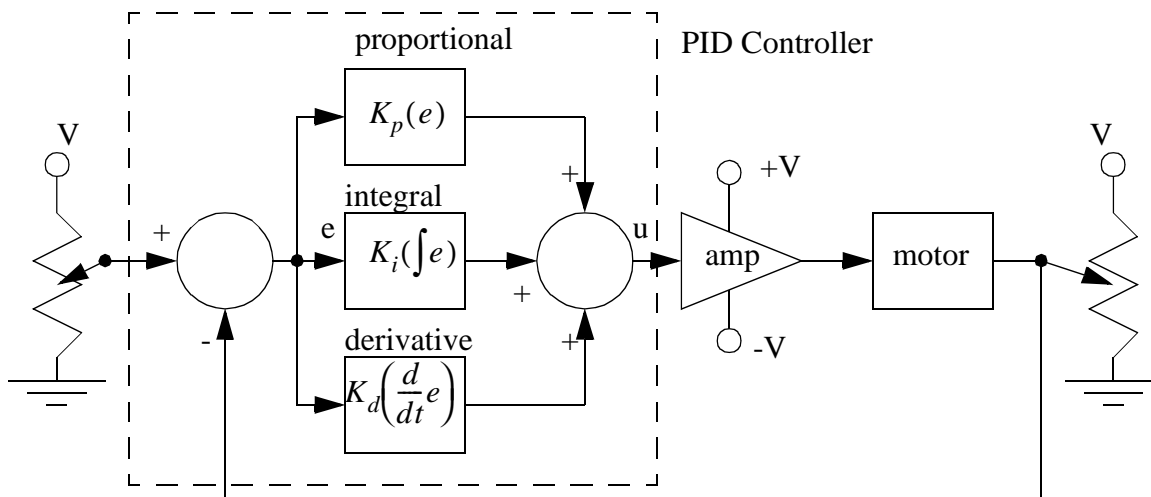 proportional
PID Controller
K_p(e)
V
V
+
+V
integral
+
e
K_i(∫e)
u
amp
motor
+
-
derivative
+
-V
K_d(d/dt e)